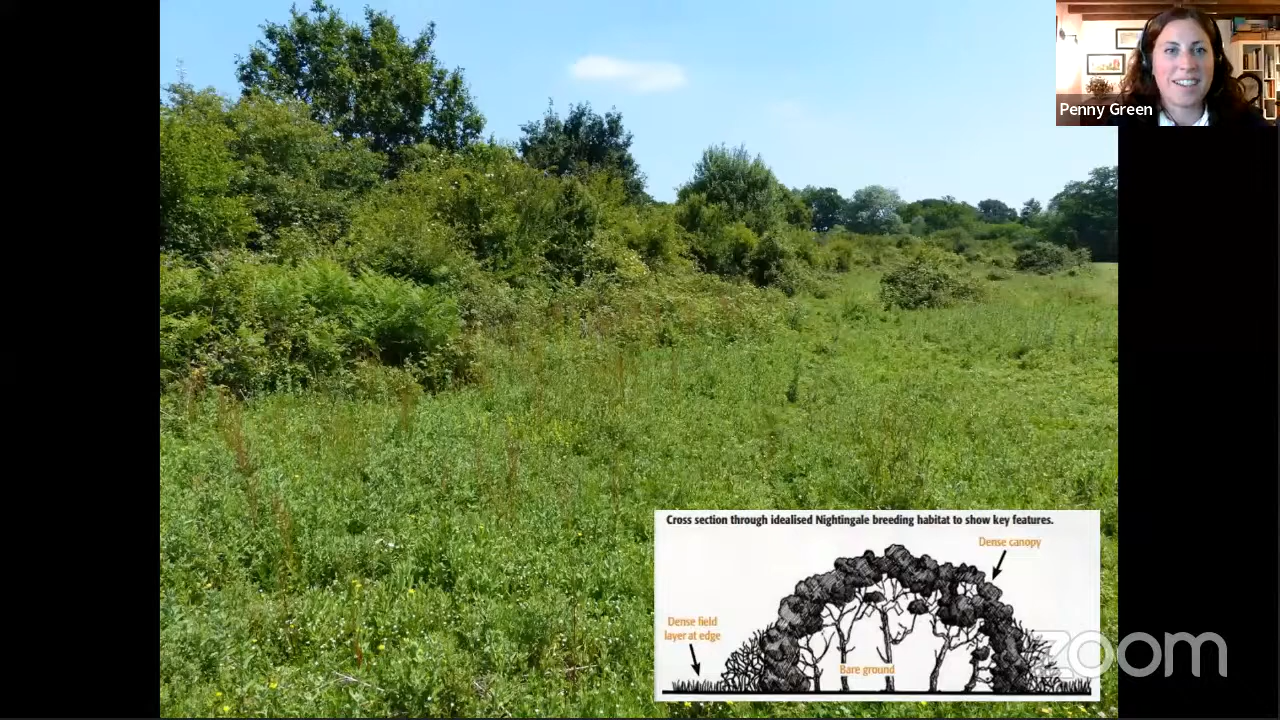 Penny Green
Cross section through idealised Nightingale breeding habitat to show key features.
Dense canopy
Dense field
layer at edge
Bare ground
zoom